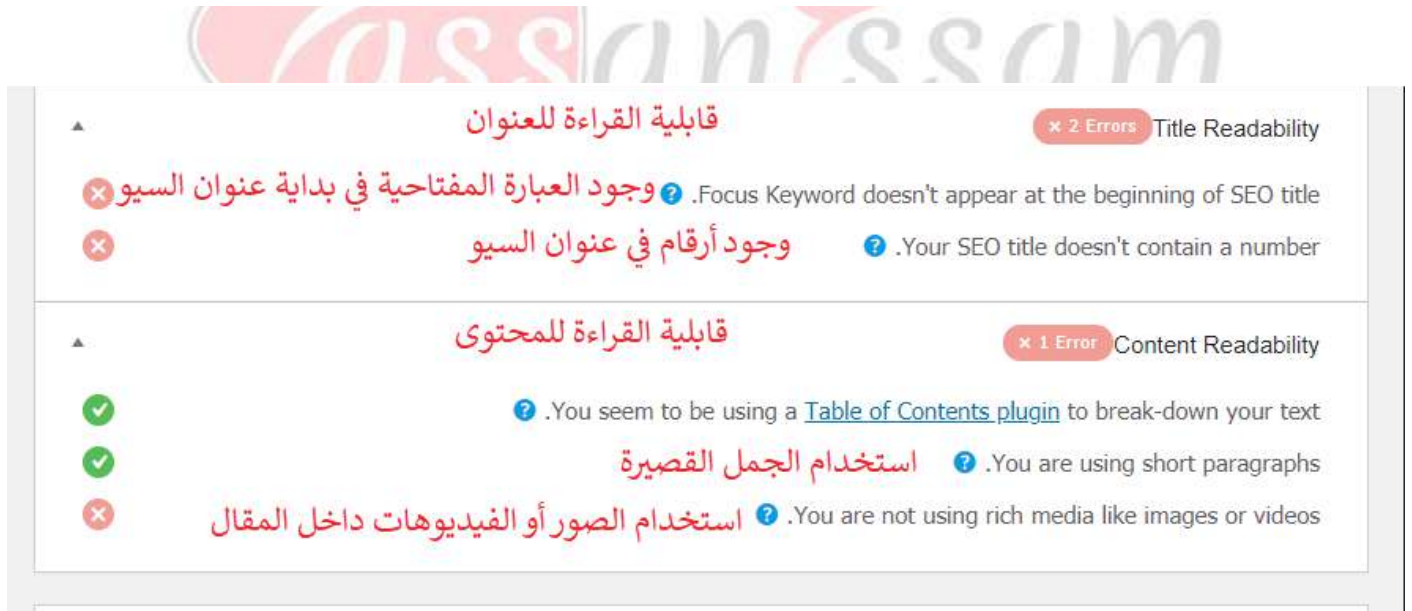 قابلية القراءة للعنوان × 2 Errors Title Readability
وجود العبارة المفتاحية في بداية عنوان السيو .Focus Keyword doesn't appear at the beginning of SEO title
وجود أرقام في عنوان السيو .Your SEO title doesn't contain a number
قابلية القراءة للمحتوى × 1 Error Content Readability
.You seem to be using a Table of Contents plugin to break-down your text
استخدام الجمل القصيرة .You are using short paragraphs
استخدام الصور أو الفيديوهات داخل المقال .You are not using rich media like images or videos